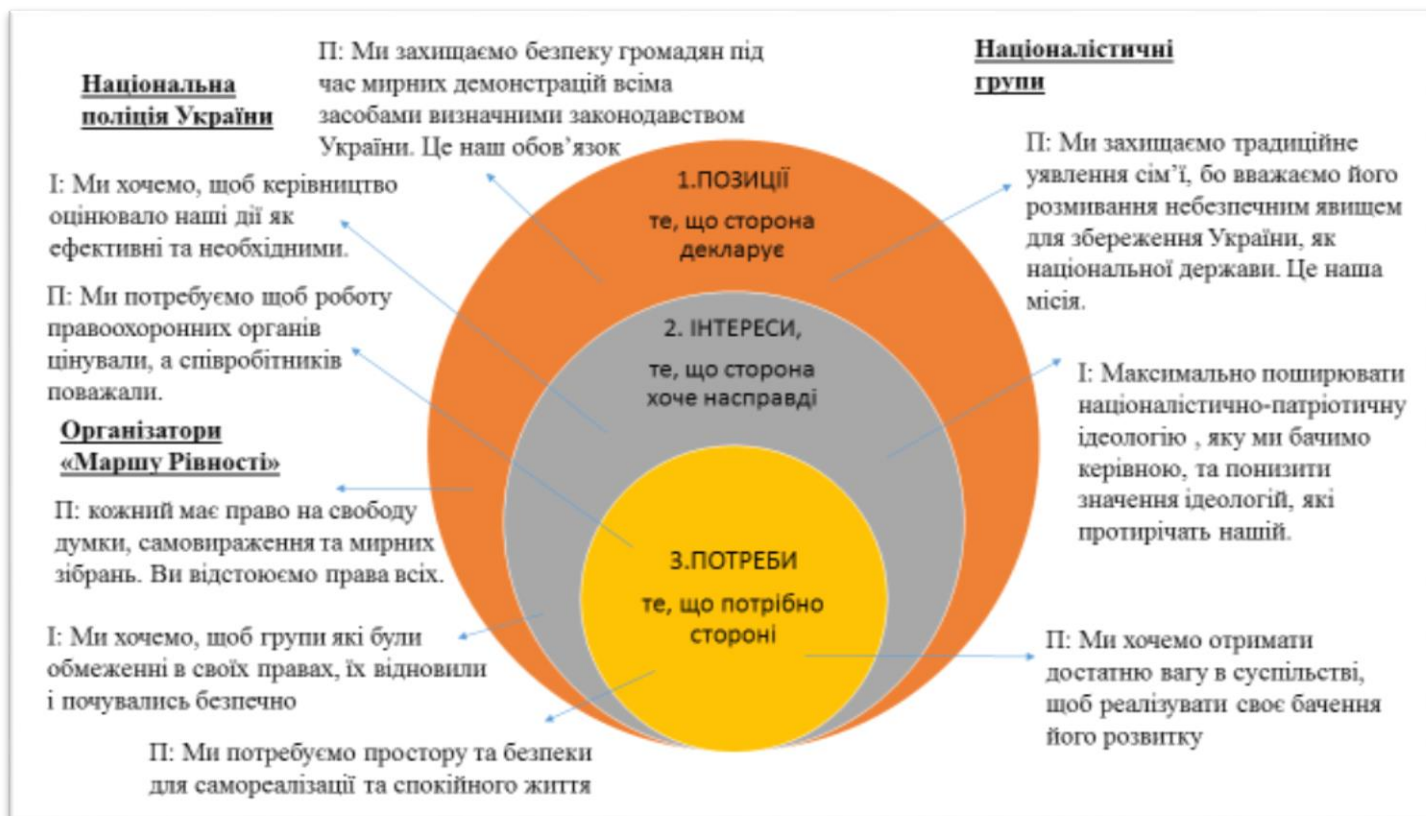 Національна
поліція України
П: Ми захищаємо безпеку громадян під
час мирних демонстрацій всіма
засобами визначними законодавством
України. Це наш обов’язок
І: Ми хочемо, щоб керівництво
оцінювало наші дії як
ефективні та необхідними.
П: Ми потребуємо щоб роботу
правоохоронних органів
цінували, а співробітників
поважали.
Організатори
«Маршу Рівності»
П: кожний має право на свободу
думки, самовираження та мирних
зібрань. Ви відстоюємо права всіх.
І: Ми хочемо, щоб групи які були
обмеженні в своїх правах, їх відновили
і почувались безпечно
П: Ми потребуємо простору та безпеки
для самореалізації та спокійного життя
1.ПОЗИЦІЇ
те, що сторона
декларує
2. ІНТЕРЕСИ,
те, що сторона
хоче насправді
3.ПОТРЕБИ
те, що потрібно
стороні
Націоналістичні
групи
П: Ми захищаємо традиційне
уявлення сім’ї, бо вважаємо його
розмивання небезпечним явищем
для збереження України, як
національної держави. Це наша
місія.
І: Максимально поширювати
націоналістично-патріотичну
ідеологію , яку ми бачимо
керівною, та понизити
значення ідеологій, які
протирічать нашій.
П: Ми хочемо отримати
достатню вагу в суспільстві,
щоб реалізувати своє бачення
його розвитку